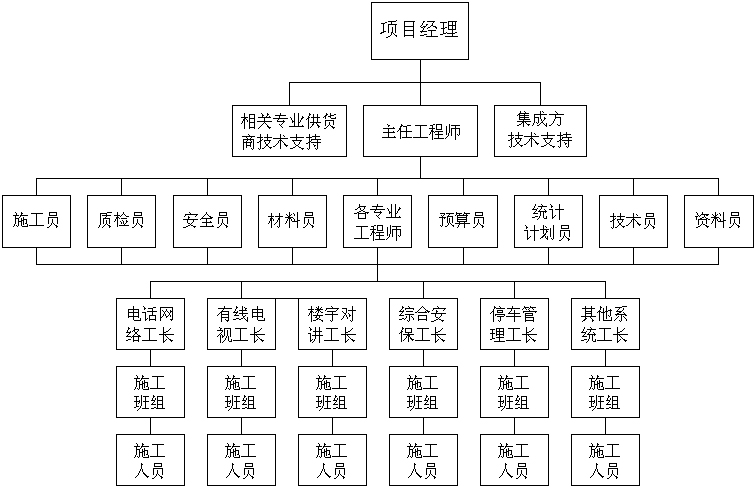 项目经理
相关专业供货
商技术支持
主任工程师
集成方
技术支持
施工员
质检员
安全员
材料员
各专业
工程师
预算员
统计
计划员
技术员
资料员
电话网
络工长
有线电
视工长
楼宇对
讲工长
综合安
保工长
停车管
理工长
其他系
统工长
施工
班组
施工
班组
施工
班组
施工
班组
施工
班组
施工
班组
施工
人员
施工
人员
施工
人员
施工
人员
施工
人员
施工
人员